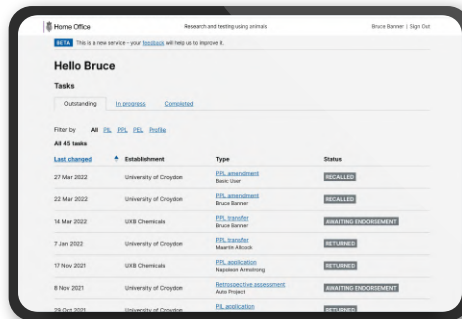 Home Office
Research and testing using animals
Bruce Banner | Sign Out
BETA This is a new service - your feedback will help us to improve it.
Hello Bruce
Tasks
Outstanding In progress Completed
Filter by All PIL PPL PEL Profile
All 45 tasks
Last changed Establishment Type Status
27 Mar 2022 University of Croydon PPL amendment RECALLED
Basic User
22 Mar 2022 University of Croydon PPL amendment RECALLED
Bruce Banner
14 Mar 2022 UXB Chemicals PPL transfer AWAITING ENDORSEMENT
Bruce Banner
7 Jan 2022 University of Croydon PPL transfer RETURNED
17 Nov 2021 UXB Chemicals PPL application RETURNED
Napoleon Armstrong
8 Nov 2021 University of Croydon Retrospective assessment AWAITING ENDORSEMENT
Auto Project
29 Oct 2021 University of Croydon PIL application RETURNED